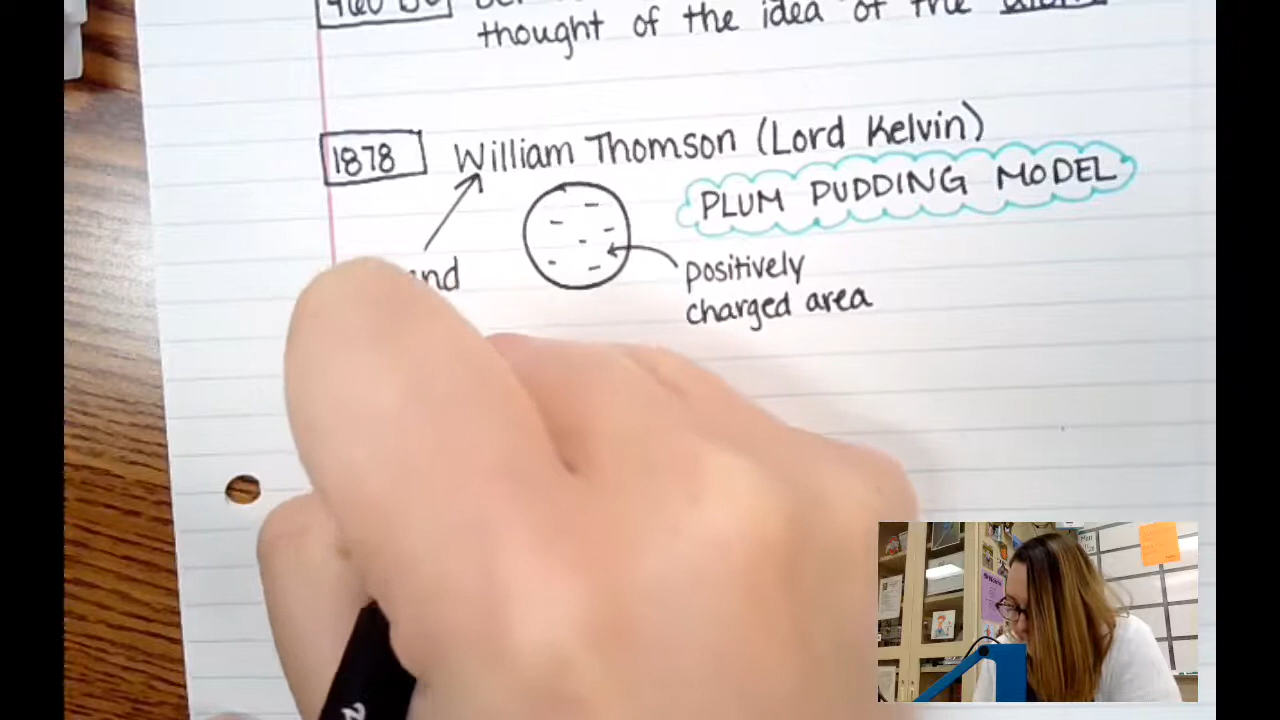 thought of the idea of the
1878 William Thomson (Lord Kelvin)
PLUM PUDDING MODEL
positively
charged area